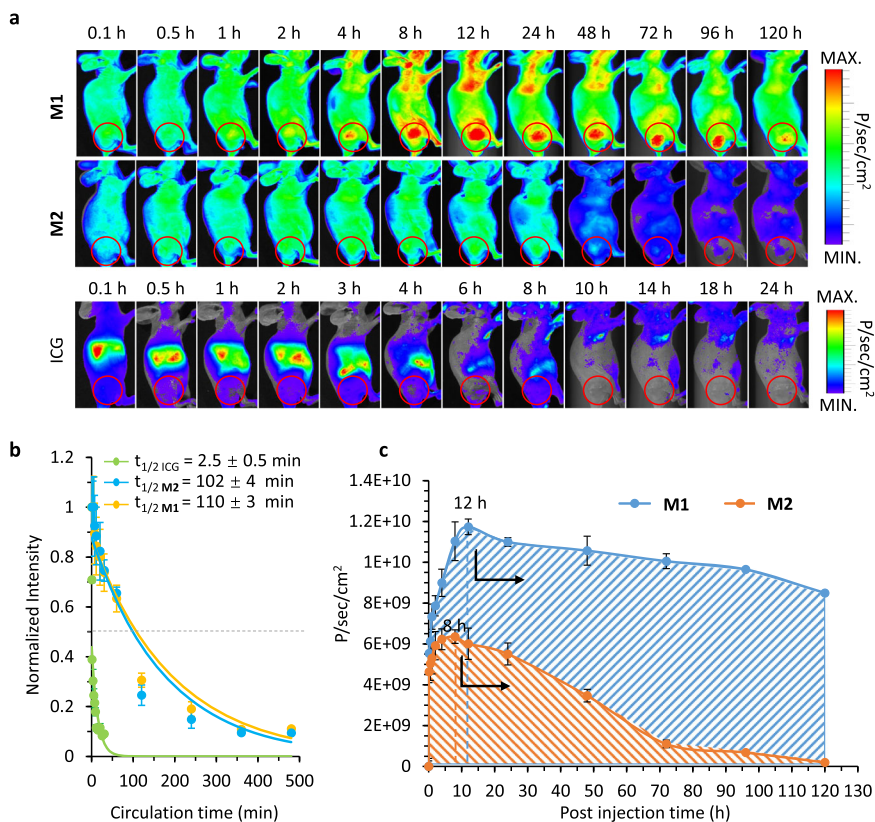 a
0.1 h 0.5 h 1 h 2 h 4 h 8 h 12 h 24 h 48 h 72 h 96 h 120 h
M1
MAX.
P/sec/cm²
M2
MIN.
0.1 h 0.5 h 1 h 2 h 3 h 4 h 6 h 8 h 10 h 14 h 18 h 24 h
ICG
MAX.
P/sec/cm²
MIN.
b
t1/2 ICG = 2.5 ± 0.5 min
t1/2 M2 = 102 ± 4 min
t1/2 M1 = 110 ± 3 min
Normalized Intensity
1.2
1
0.8
0.6
0.4
0.2
0
0 100 200 300 400 500
Circulation time (min)
c
M1 M2
12 h
8 h
P/sec/cm²
1.4E+10
1.2E+10
1E+10
8E+09
6E+09
4E+09
2E+09
0
0 10 20 30 40 50 60 70 80 90 100 110 120 130
Post injection time (h)